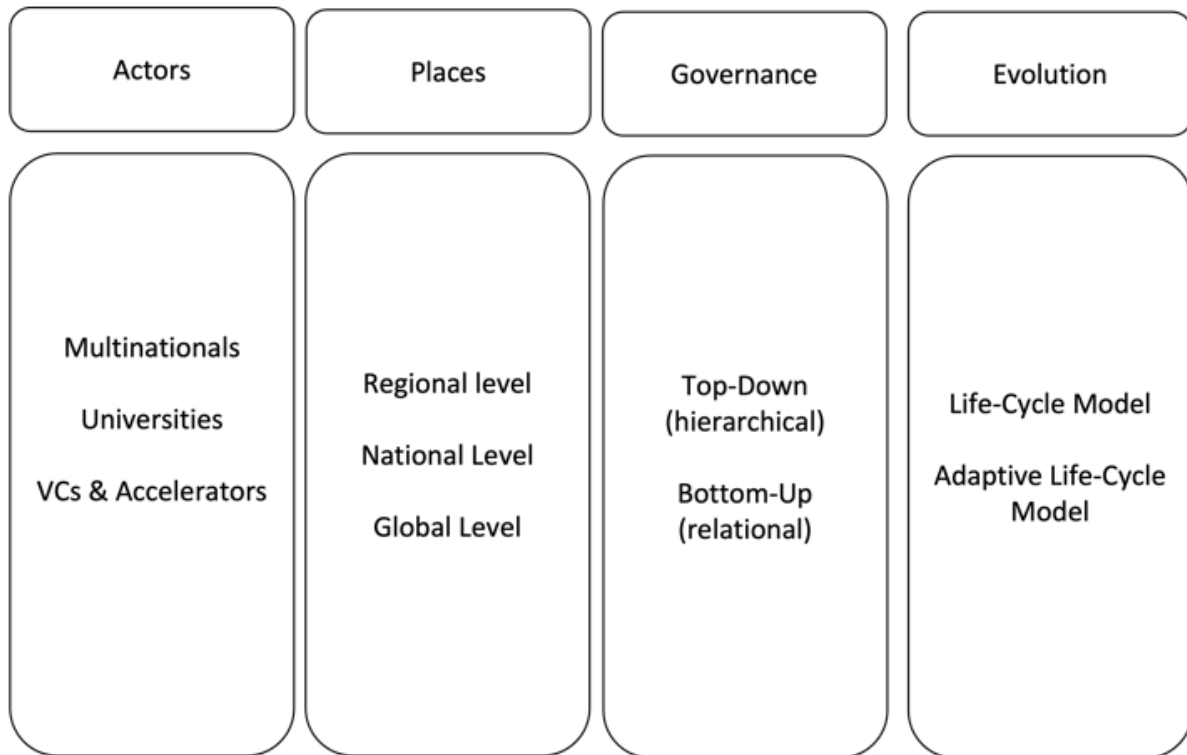 Actors
Places
Governance
Evolution
Multinationals
Universities
VCs & Accelerators
Regional level
National Level
Global Level
Top-Down
(hierarchical)
Bottom-Up
(relational)
Life-Cycle Model
Adaptive Life-Cycle
Model